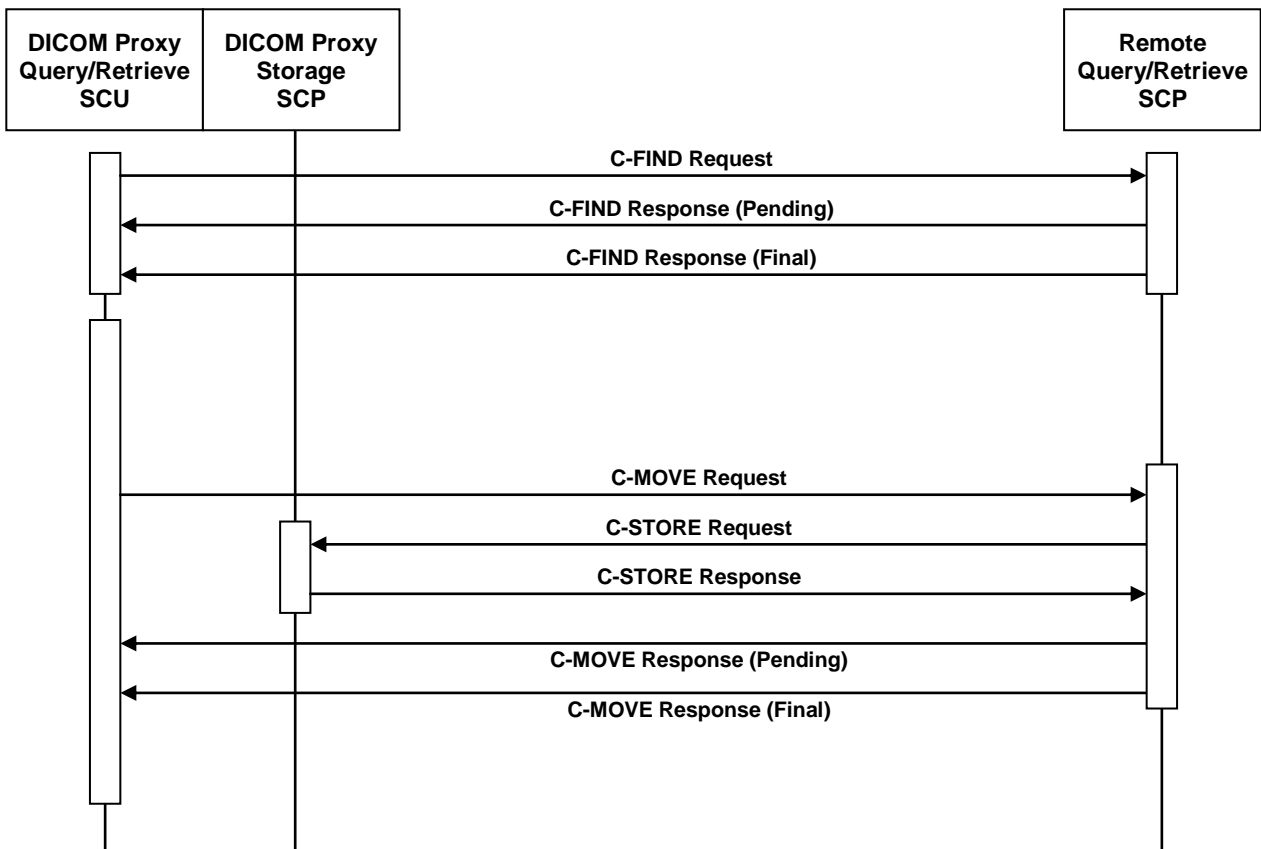 DICOM Proxy
Query/Retrieve
SCU
DICOM Proxy
Storage
SCP
Remote
Query/Retrieve
SCP
C-FIND Request
C-FIND Response (Pending)
C-FIND Response (Final)
C-MOVE Request
C-STORE Request
C-STORE Response
C-MOVE Response (Pending)
C-MOVE Response (Final)